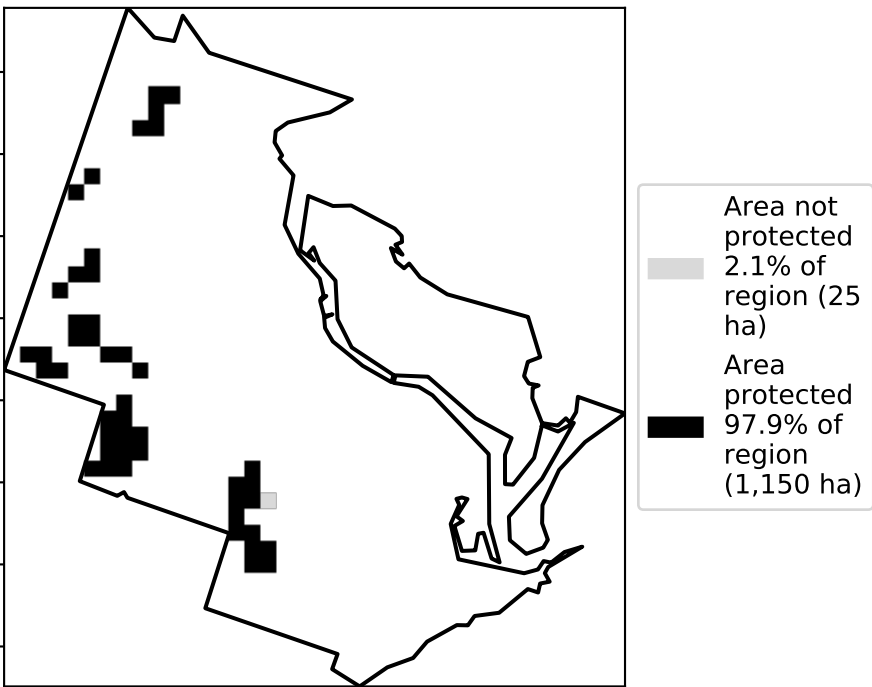 Area not
protected
2.1% of
region (25
ha)
Area
protected
97.9% of
region
(1,150 ha)